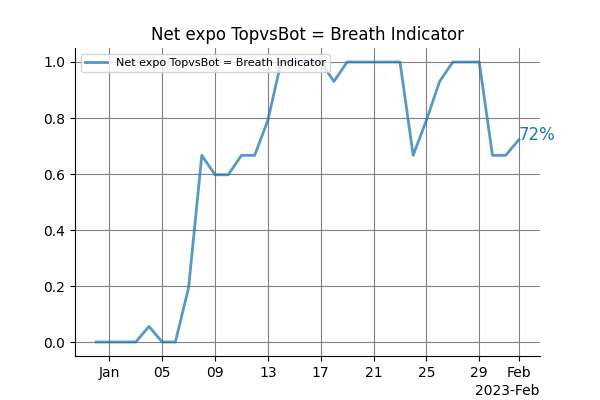 Net expo TopvsBot = Breath Indicator
Net expo TopvsBot = Breath Indicator
1.0
0.8
0.6
0.4
0.2
0.0
72%
Jan 05 09 13 17 21 25 29 Feb
2023-Feb